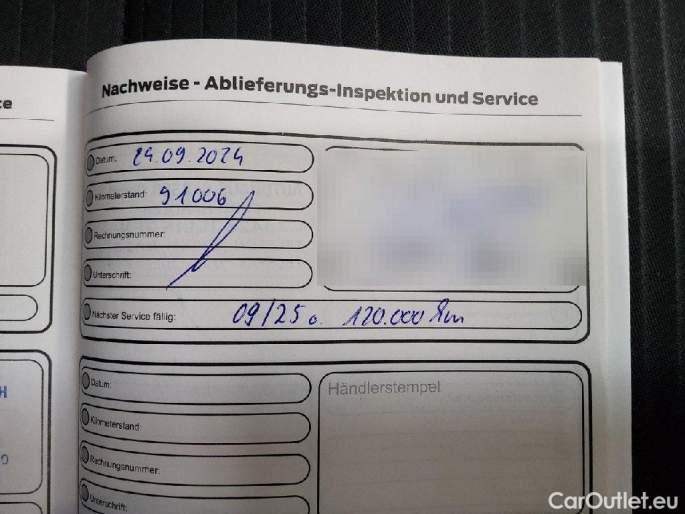 ce
Nachweise - Ablieferungs-Inspektion und Service
Datum: 24.09.2024
Kilometerstand: 91006
Rechnungsnummer:
Unterschrift:
Nächster Service fällig: 09/25 o. 120.000 km
Datum:
Händlerstempel
Kilometerstand:
Rechnungsnummer:
Unterschrift:
H
CarOutlet.eu